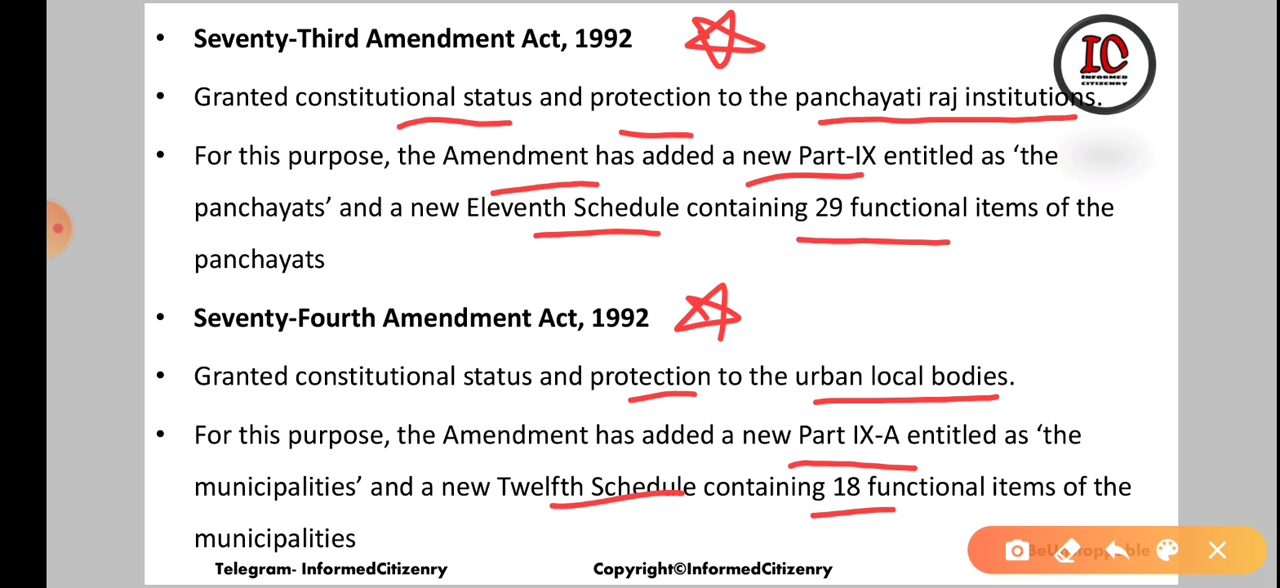 • Seventy-Third Amendment Act, 1992
IC
INFORMED
CITIZENRY
• Granted constitutional status and protection to the panchayati raj institutions.
• For this purpose, the Amendment has added a new Part-IX entitled as ‘the
panchayats’ and a new Eleventh Schedule containing 29 functional items of the
panchayats
• Seventy-Fourth Amendment Act, 1992
• Granted constitutional status and protection to the urban local bodies.
• For this purpose, the Amendment has added a new Part IX-A entitled as ‘the
municipalities’ and a new Twelfth Schedule containing 18 functional items of the
municipalities
Telegram- InformedCitizenry Copyright©InformedCitizenry